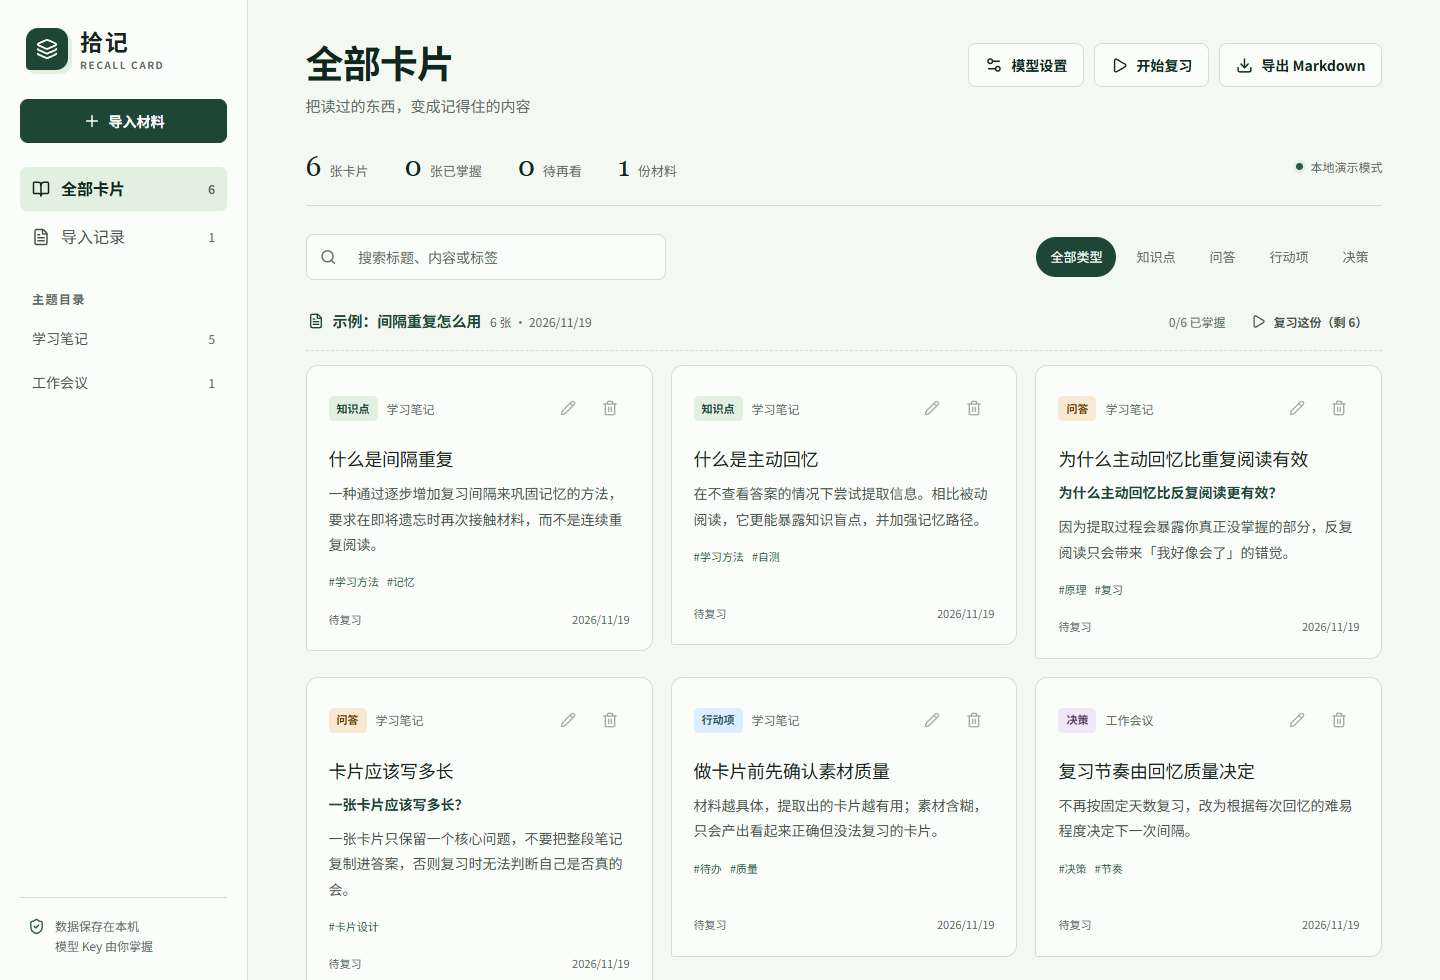 拾记
RECALL CARD
导入材料
全部卡片 6
导入记录 1
主题目录
学习笔记 5
工作会议 1
数据保存在本机
模型 Key 由你掌握
全部卡片
把读过的东西，变成记得住的内容
模型设置
开始复习
导出 Markdown
6 张卡片 0 张已掌握 0 待再看 1 份材料
本地演示模式
搜索标题、内容或标签
全部类型 知识点 问答 行动项 决策
示例：间隔重复怎么用 6 张 · 2026/11/19
0/6 已掌握 复习这份（剩 6）
知识点 学习笔记
什么是间隔重复
一种通过逐步增加复习间隔来巩固记忆的方法，
要求在即将遗忘时再次接触材料，而不是连续重
复阅读。
#学习方法 #记忆
待复习 2026/11/19
知识点 学习笔记
什么是主动回忆
在不查看答案的情况下尝试提取信息。相比被动
阅读，它更能暴露知识盲点，并加强记忆路径。
#学习方法 #自测
待复习 2026/11/19
问答 学习笔记
为什么主动回忆比重复阅读有效
为什么主动回忆比反复阅读更有效？
因为提取过程会暴露你真正没掌握的部分，反复
阅读只会带来「我好像会了」的错觉。
#原理 #复习
待复习 2026/11/19
问答 学习笔记
卡片应该写多长
一张卡片应该写多长？
一张卡片只保留一个核心问题，不要把整段笔记
复制进答案，否则复习时无法判断自己是否真的
会。
#卡片设计
待复习 2026/11/19
行动项 学习笔记
做卡片前先确认素材质量
材料越具体，提取出的卡片越有用；素材含糊，
只会产出看起来正确但没法复习的卡片。
#待办 #质量
待复习 2026/11/19
决策 工作会议
复习节奏由回忆质量决定
不再按固定天数复习，改为根据每次回忆的难易
程度决定下一次间隔。
#决策 #节奏
待复习 2026/11/19